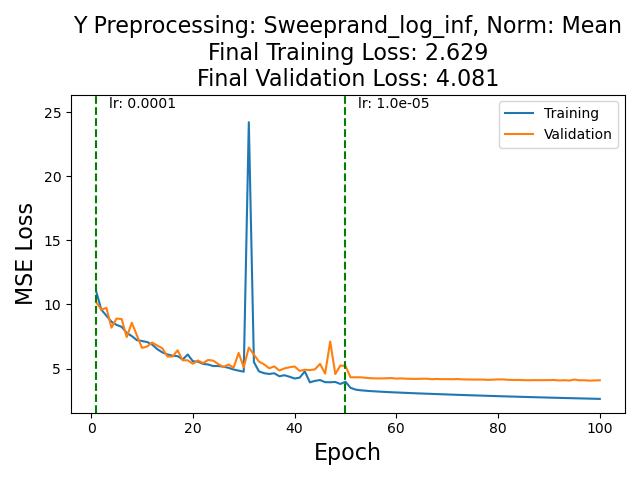 Y Preprocessing: Sweeprand_log_inf, Norm: Mean
Final Training Loss: 2.629
Final Validation Loss: 4.081
lr: 0.0001
lr: 1.0e-05
Training
Validation
25
20
15
10
5
MSE Loss
0
20
40
60
80
100
Epoch